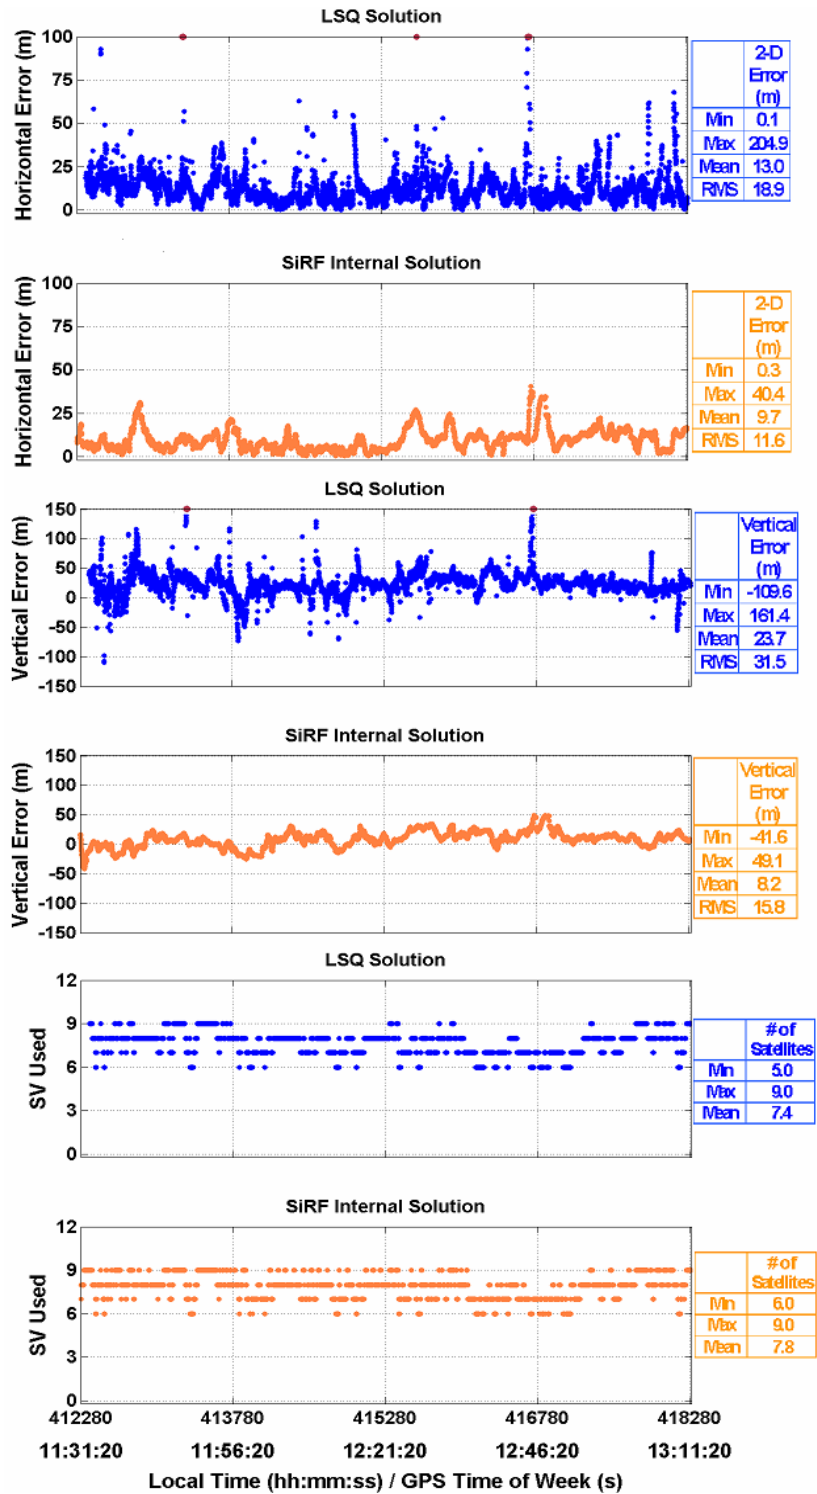 LSQ Solution
Horizontal Error (m)
100
75
50
25
0
2-D Error (m)
Min 0.1
Max 204.9
Mean 13.0
RMS 18.9
SiRF Internal Solution
Horizontal Error (m)
100
75
50
25
0
2-D Error (m)
Min 0.3
Max 40.4
Mean 9.7
RMS 11.6
LSQ Solution
Vertical Error (m)
150
100
50
0
-50
-100
-150
Vertical Error (m)
Min -109.6
Max 161.4
Mean 23.7
RMS 31.5
SiRF Internal Solution
Vertical Error (m)
150
100
50
0
-50
-100
-150
Vertical Error (m)
Min -41.6
Max 49.1
Mean 8.2
RMS 15.8
LSQ Solution
SV Used
12
9
6
3
0
# of Satellites
Min 5.0
Max 9.0
Mean 7.4
SiRF Internal Solution
SV Used
12
9
6
3
0
# of Satellites
Min 6.0
Max 9.0
Mean 7.8
412280 413780 415280 416780 418280
11:31:20 11:56:20 12:21:20 12:46:20 13:11:20
Local Time (hh:mm:ss) / GPS Time of Week (s)